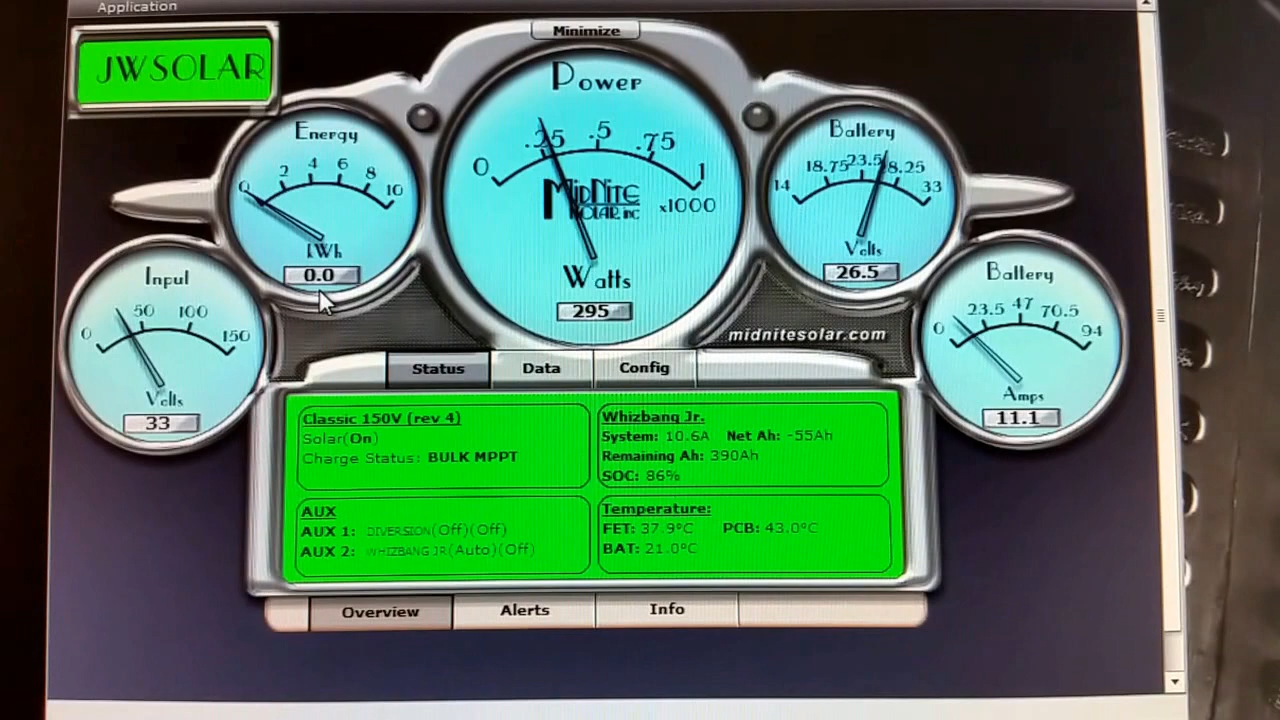 Application
JWSOLAR
Minimize
Power
0 .25 .5 .75 1
MidNite
Solar inc
x1000
Watts
295
Energy
0 2 4 6 8 10
kWh
0.0
Battery
14 18.75 23.5 28.25 33
Volts
26.5
Input
0 50 100 150
Volts
33
Battery
0 23.5 47 70.5 94
Amps
11.1
midnitesolar.com
Status Data Config
Classic 150V (rev 4)
Solar(On)
Charge Status: BULK MPPT
Whizbang Jr.
System: 10.6A Net Ah: -55Ah
Remaining Ah: 390Ah
SOC: 86%
AUX
AUX 1: DIVERSION(Off)(Off)
AUX 2: WHIZBANG JR(Auto)(Off)
Temperature:
FET: 37.9°C PCB: 43.0°C
BAT: 21.0°C
Overview Alerts Info